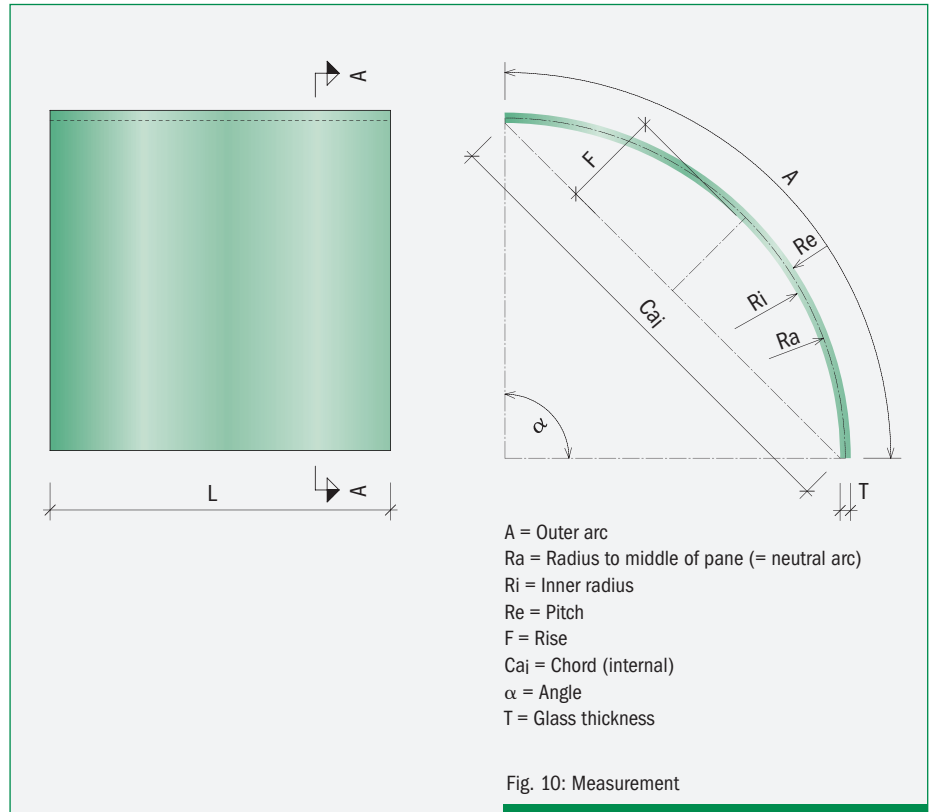 A
A
L
A
F
Re
Ri
Cai
Ra
α
T
A = Outer arc
Ra = Radius to middle of pane (= neutral arc)
Ri = Inner radius
Re = Pitch
F = Rise
Cai = Chord (internal)
α = Angle
T = Glass thickness
Fig. 10: Measurement